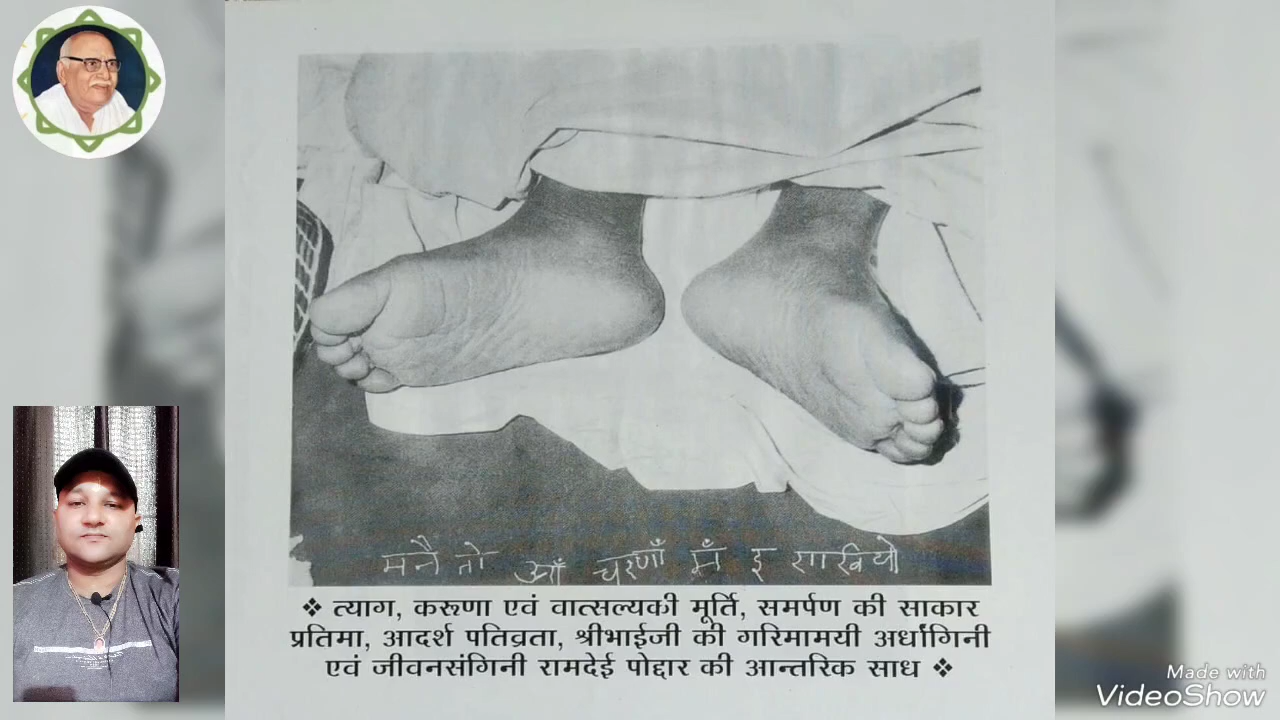 मनै तो आँ चरणाँ मँ इ राखियो
❖ त्याग, करूणा एवं वात्सल्यकी मूर्ति, समर्पण की साकार
प्रतिमा, आदर्श पतिव्रता, श्रीभाईजी की गरिमामयी अर्धांगिनी
एवं जीवनसंगिनी रामदेई पोद्दार की आन्तरिक साध ❖
Made with
VideoShow